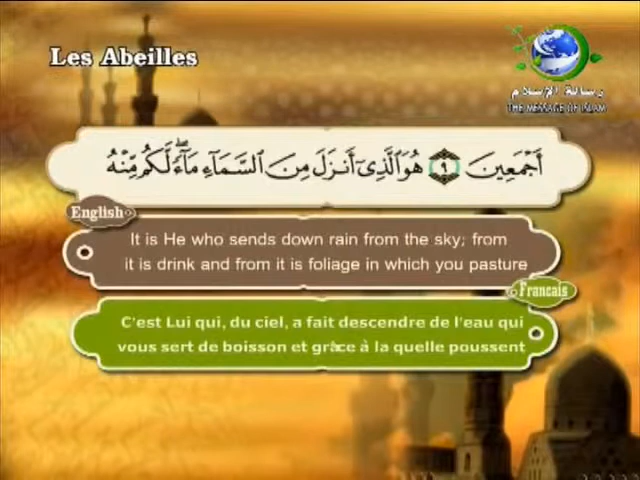 Les Abeilles
رسالة الإسلام
THE MESSAGE OF ISLAM
أَجْمَعِينَ ٩ هُوَ الَّذِىٓ أَنزَلَ مِنَ السَّمَآءِ مَآءً ۖ لَّكُم مِّنْهُ
English
It is He who sends down rain from the sky; from
it is drink and from it is foliage in which you pasture
Francais
C'est Lui qui, du ciel, a fait descendre de l'eau qui
vous sert de boisson et grâce à la quelle poussent